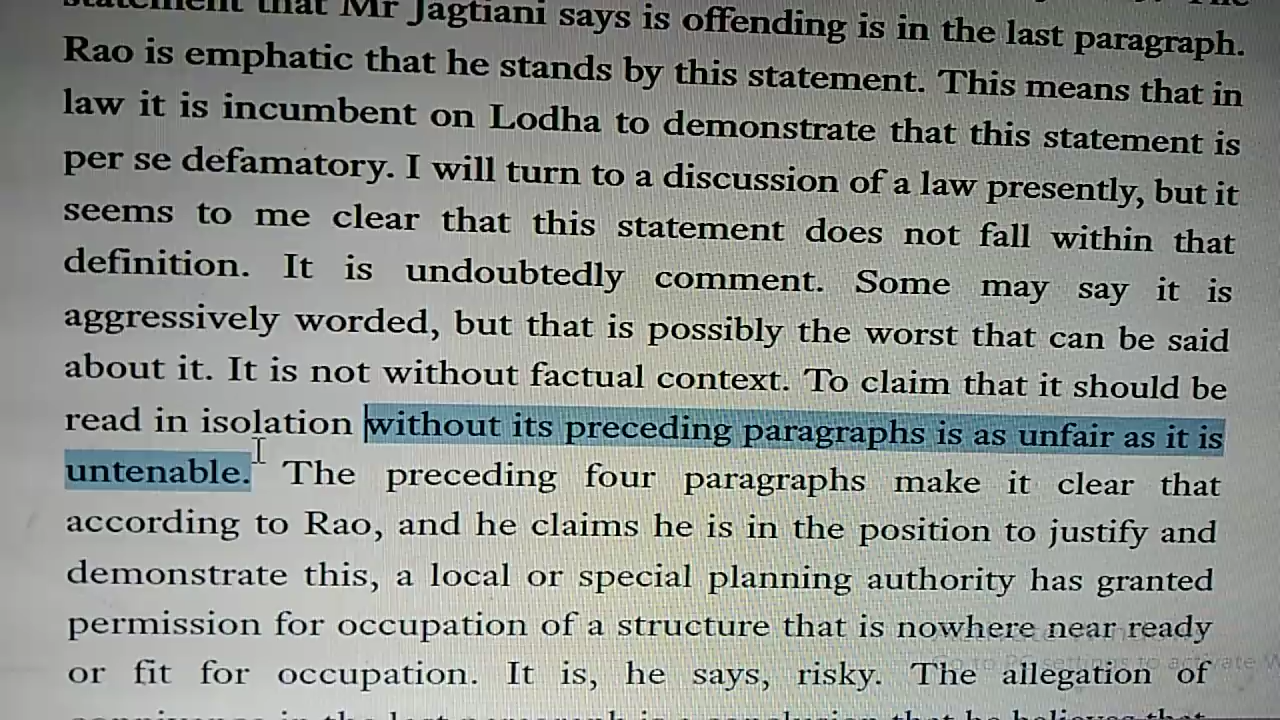 statement that Mr Jagtiani says is offending is in the last paragraph.
Rao is emphatic that he stands by this statement. This means that in
law it is incumbent on Lodha to demonstrate that this statement is
per se defamatory. I will turn to a discussion of a law presently, but it
seems to me clear that this statement does not fall within that
definition. It is undoubtedly comment. Some may say it is
aggressively worded, but that is possibly the worst that can be said
about it. It is not without factual context. To claim that it should be
read in isolation without its preceding paragraphs is as unfair as it is
untenable. The preceding four paragraphs make it clear that
according to Rao, and he claims he is in the position to justify and
demonstrate this, a local or special planning authority has granted
permission for occupation of a structure that is nowhere near ready
or fit for occupation. It is, he says, risky. The allegation of